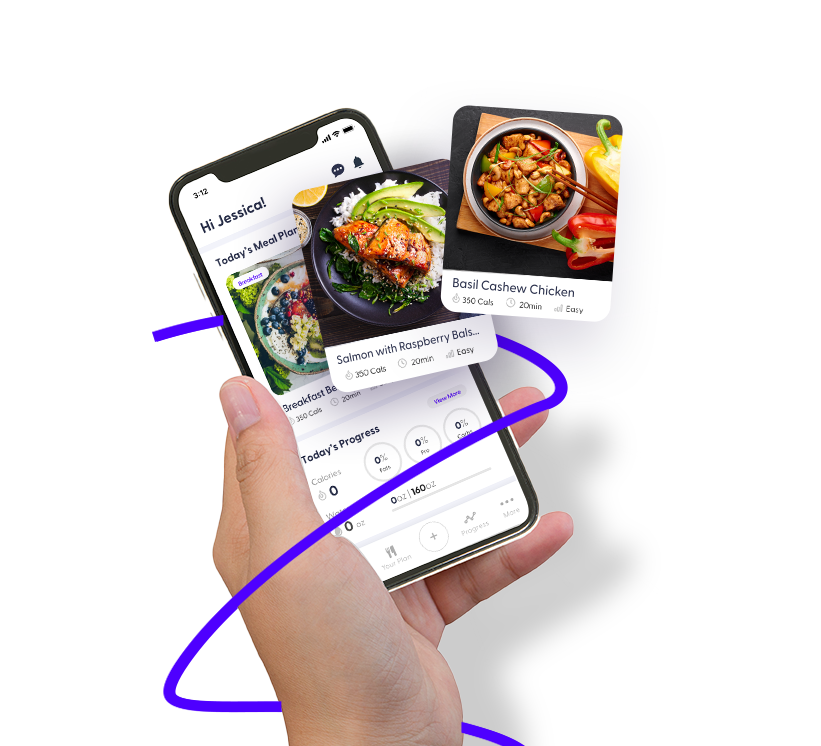 3:12
Hi Jessica!
Today's Meal Plan
Breakfast
Breakfast Be
350 Cals
20min
Salmon with Raspberry Bals...
350 Cals
20min
Easy
Basil Cashew Chicken
350 Cals
20min
Easy
View More
Today's Progress
0%
Fats
0%
Pro
0%
Carbs
Calories
0
0oz | 160oz
0 oz
Your Plan
+
Progress
More